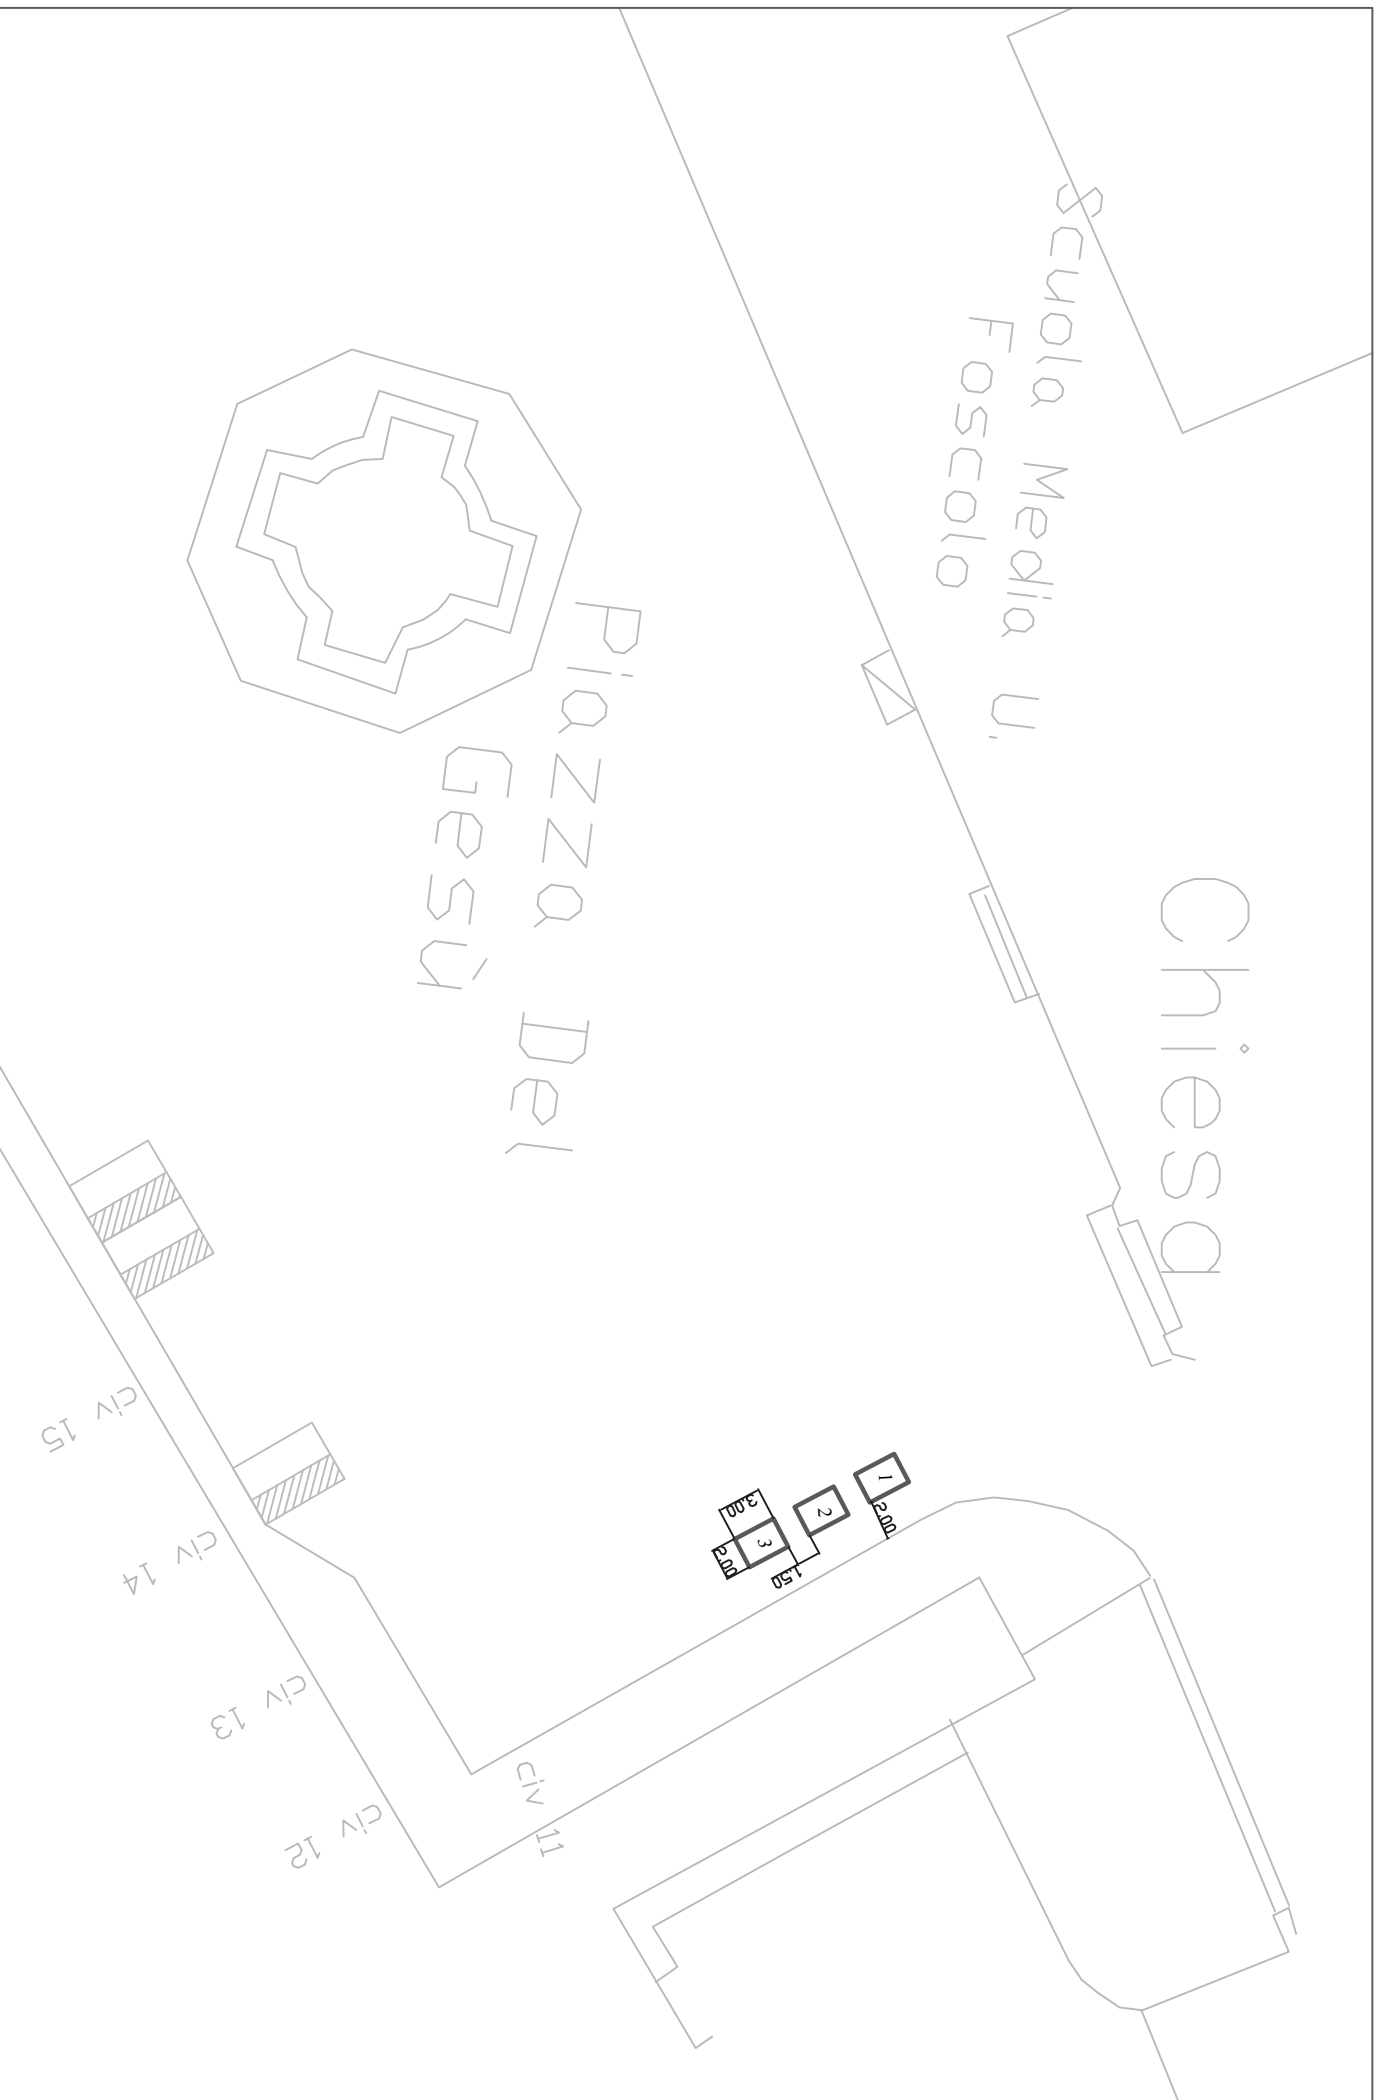 Scuola Media U.
Foscolo
Piazza Del
Gesù
Chiesa
civ 15
civ 14
civ 13
civ 12
civ 11
1
2
3
2.00
3.00
2.00
1.50